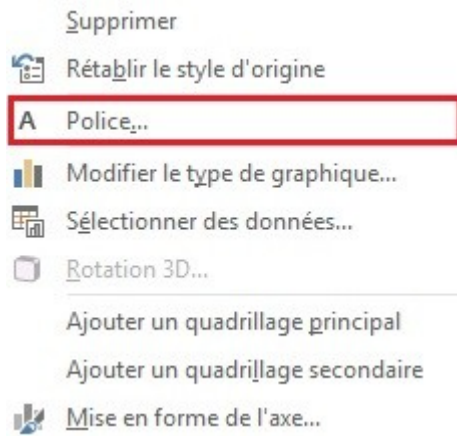 Supprimer
Rétablir le style d'origine
A Police...
Modifier le type de graphique...
Sélectionner des données...
Rotation 3D...
Ajouter un quadrillage principal
Ajouter un quadrillage secondaire
Mise en forme de l'axe...